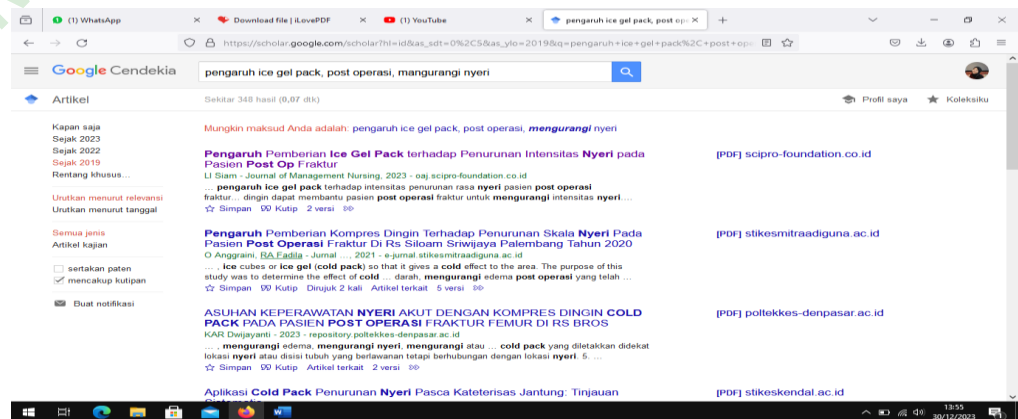 (1) WhatsApp
Download file | iLovePDF
(1) YouTube
pengaruh ice gel pack, post ope
https://scholar.google.com/scholar?hl=id&as_sdt=0%2C5&as_ylo=2019&q=pengaruh+ice+gel+pack%2C+post+ope
Google Cendekia
pengaruh ice gel pack, post operasi, mangurangi nyeri
Artikel
Sekitar 348 hasil (0,07 dtk)
Profil saya
Koleksiku
Kapan saja
Sejak 2023
Sejak 2022
Sejak 2019
Rentang khusus...
Urutkan menurut relevansi
Urutkan menurut tanggal
Semua jenis
Artikel kajian
sertakan paten
mencakup kutipan
Buat notifikasi
Mungkin maksud Anda adalah: pengaruh ice gel pack, post operasi, mengurangi nyeri
Pengaruh Pemberian Ice Gel Pack terhadap Penurunan Intensitas Nyeri pada
Pasien Post Op Fraktur
LI Siam - Journal of Management Nursing, 2023 - oaj.scipro-foundation.co.id
... pengaruh ice gel pack terhadap intensitas penurunan rasa nyeri pasien post operasi
fraktur... dingin dapat membantu pasien post operasi fraktur untuk mengurangi intensitas nyeri....
Simpan Kutip 2 versi
[PDF] scipro-foundation.co.id
Pengaruh Pemberian Kompres Dingin Terhadap Penurunan Skala Nyeri Pada
Pasien Post Operasi Fraktur Di Rs Siloam Sriwijaya Palembang Tahun 2020
O Anggraini, RA Fadila - Jurnal ..., 2021 - e-jurnal.stikesmitraadiguna.ac.id
... , ice cubes or ice gel (cold pack) so that it gives a cold effect to the area. The purpose of this
study was to determine the effect of cold ... darah, mengurangi edema post operasi yang telah ...
Simpan Kutip Dirujuk 2 kali Artikel terkait 5 versi
[PDF] stikesmitraadiguna.ac.id
ASUHAN KEPERAWATAN NYERI AKUT DENGAN KOMPRES DINGIN COLD
PACK PADA PASIEN POST OPERASI FRAKTUR FEMUR DI RS BROS
KAR Dwijayanti - 2023 - repository.poltekkes-denpasar.ac.id
... , mengurangi edema, mengurangi nyeri, mengurangi atau ... cold pack yang diletakkan didekat
lokasi nyeri atau disisi tubuh yang berlawanan tetapi berhubungan dengan lokasi nyeri. 5. ...
Simpan Kutip Artikel terkait 2 versi
[PDF] poltekkes-denpasar.ac.id
Aplikasi Cold Pack Penurunan Nyeri Pasca Kateterisas Jantung: Tinjauan
[PDF] stikeskendal.ac.id
13:55
30/12/2023